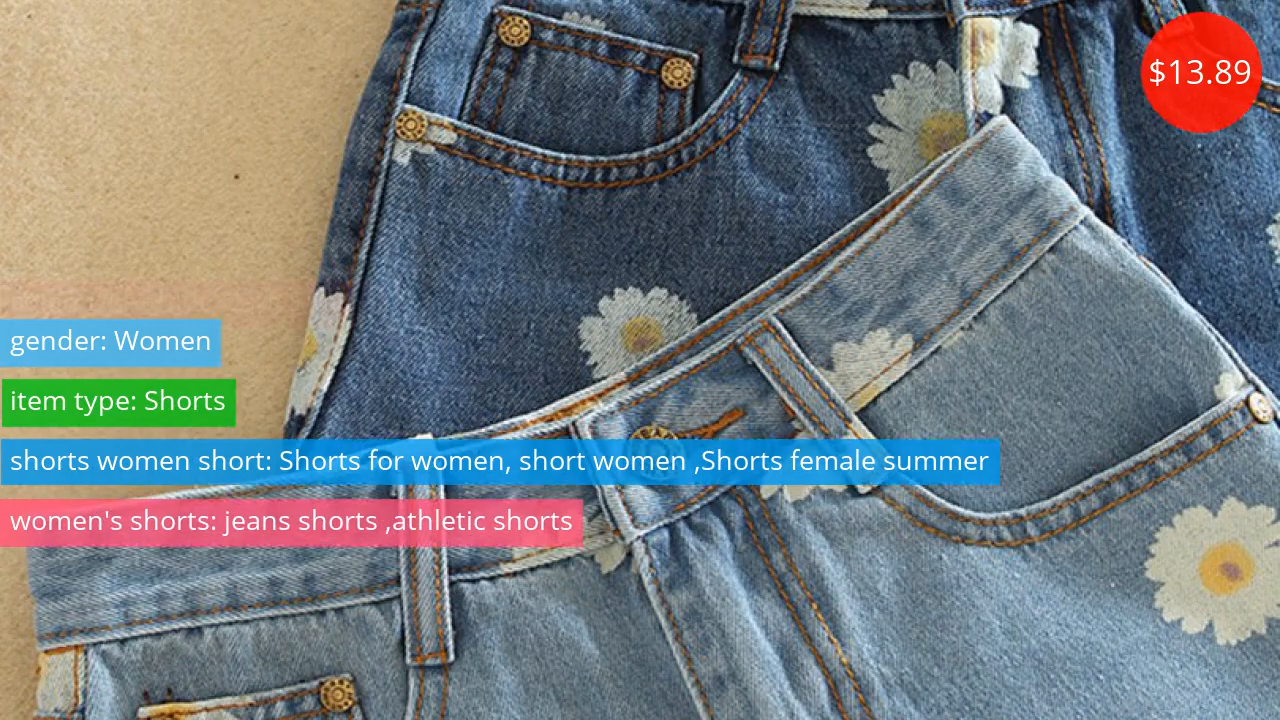 $13.89
gender: Women
item type: Shorts
shorts women short: Shorts for women, short women ,Shorts female summer
women's shorts: jeans shorts ,athletic shorts